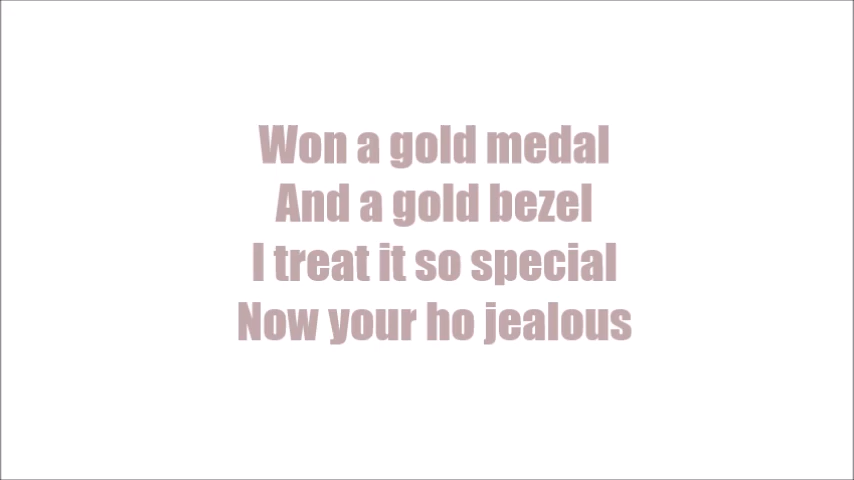 Won a gold medal
And a gold bezel
I treat it so special
Now your ho jealous